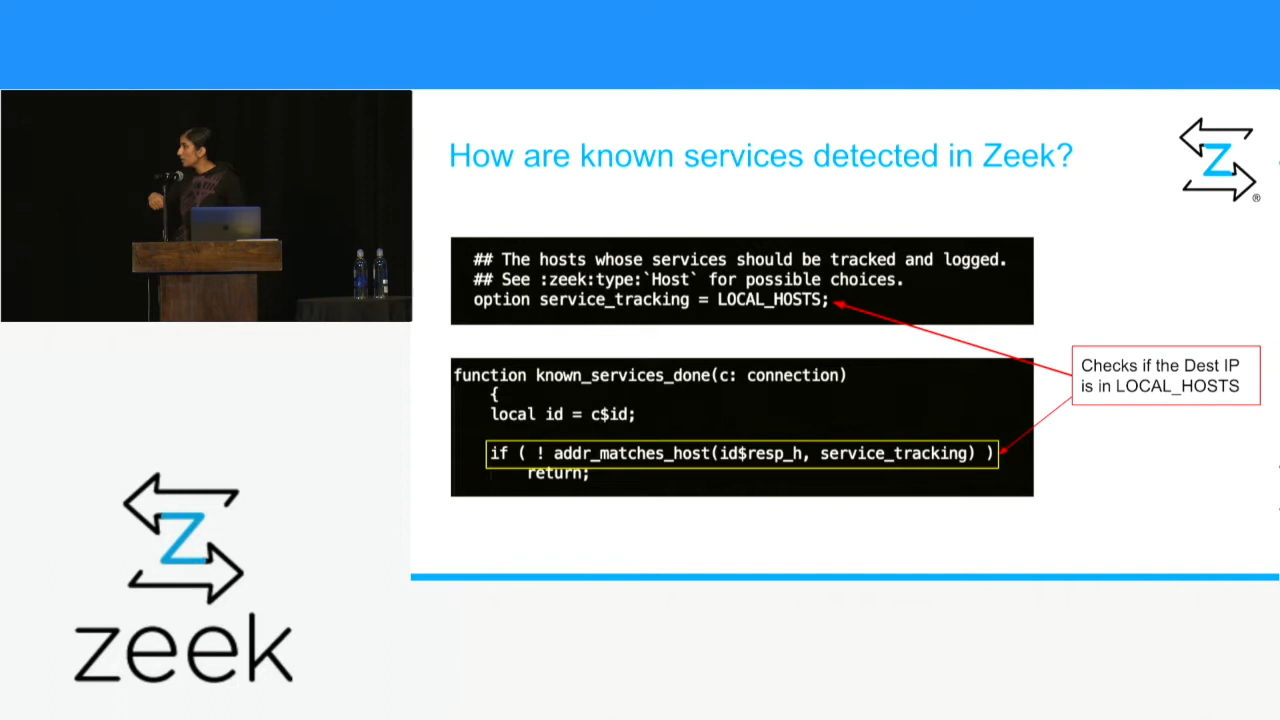 How are known services detected in Zeek?
Z
®
## The hosts whose services should be tracked and logged.
## See :zeek:type:`Host` for possible choices.
option service_tracking = LOCAL_HOSTS;
function known_services_done(c: connection)
{
local id = c$id;
if ( ! addr_matches_host(id$resp_h, service_tracking) )
return;
Checks if the Dest IP
is in LOCAL_HOSTS
Z
zeek